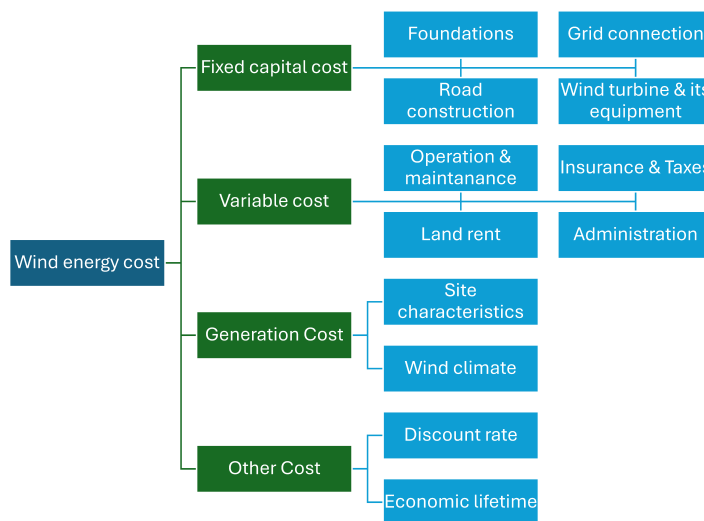 Foundations
Grid connection
Fixed capital cost
Road
construction
Wind turbine & its
equipment
Operation &
maintanance
Insurance & Taxes
Variable cost
Land rent
Administration
Wind energy cost
Site
characteristics
Generation Cost
Wind climate
Discount rate
Other Cost
Economic lifetime